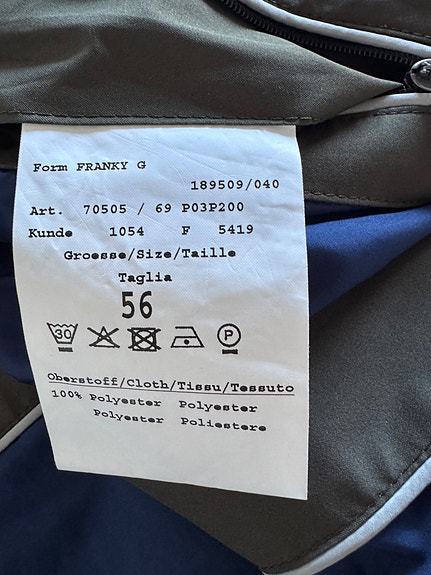 Form FRANKY G
189509/040
Art. 70505 / 69 P03P200
Kunde 1054 F 5419
Groesse/Size/Taille
Taglia
56
30
P
Oberstoff/Cloth/Tissu/Tessuto
100% Polyester Polyester
Polyester Poliestere